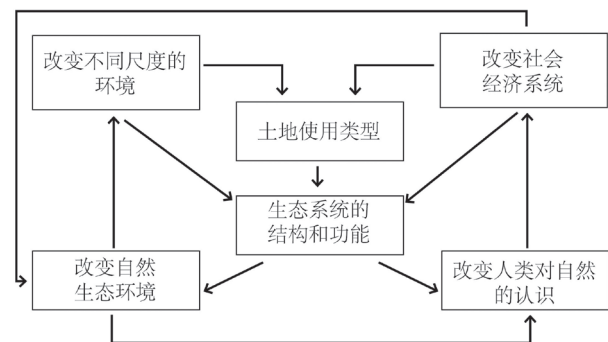 改变不同尺度的
环境
改变社会
经济系统
土地使用类型
生态系统的
结构和功能
改变自然
生态环境
改变人类对自然
的认识